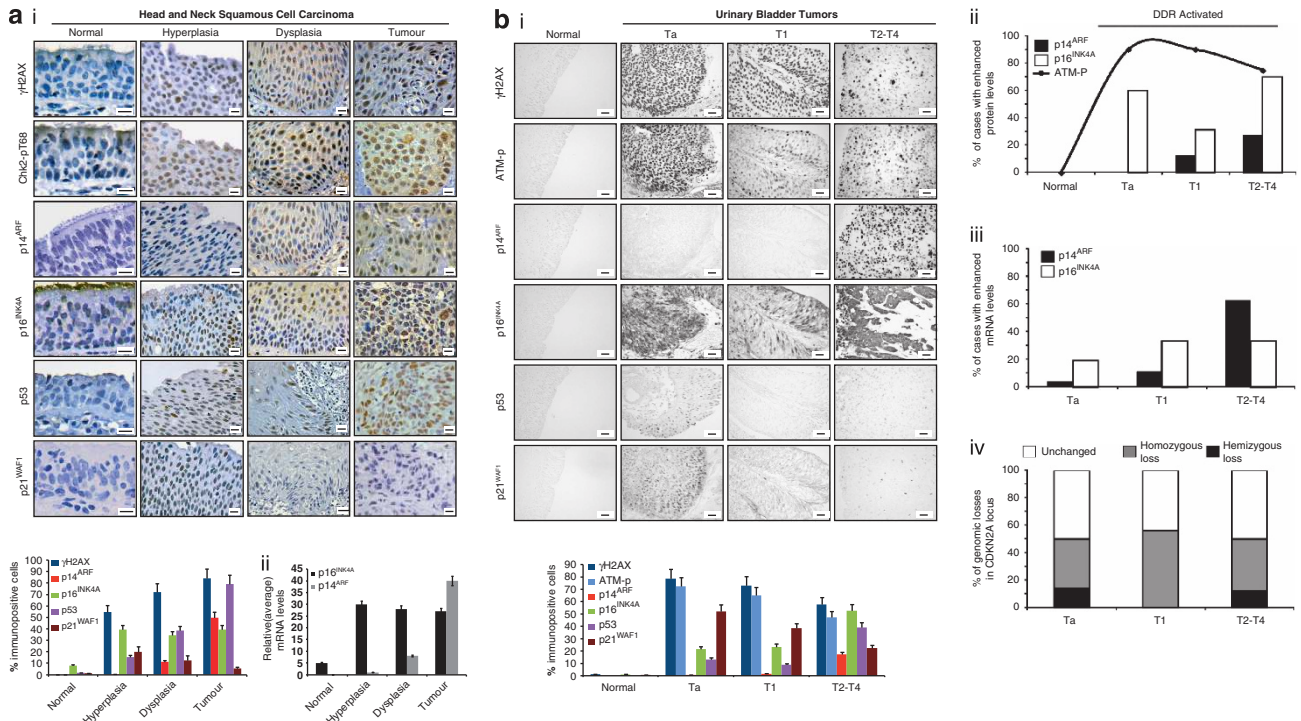 a i
Head and Neck Squamous Cell Carcinoma
Normal Hyperplasia Dysplasia Tumour
γH2AX
Chk2-pT68
p14ARF
p16INK4A
p53
p21WAF1
% immunopositive cells
100
90
80
70
60
50
40
30
20
10
0
γH2AX
p14ARF
p16INK4A
p53
p21WAF1
Normal Hyperplasia Dysplasia Tumour
ii
Relative(average)
mRNA levels
45
40
35
30
25
20
15
10
5
0
p16INK4A
p14ARF
Normal Hyperplasia Dysplasia Tumour
b i
Urinary Bladder Tumors
Normal Ta T1 T2-T4
γH2AX
ATM-p
p14ARF
p16INK4A
p53
p21WAF1
% immunopositive cells
90
80
70
60
50
40
30
20
10
0
γH2AX
ATM-p
p14ARF
p16INK4A
p53
p21WAF1
Normal Ta T1 T2-T4
ii
DDR Activated
% of cases with enhanced
protein levels
100
80
60
40
20
0
p14ARF
p16INK4A
ATM-P
Normal Ta T1 T2-T4
iii
% of cases with enhanced
mRNA levels
100
80
60
40
20
0
p14ARF
p16INK4A
Ta T1 T2-T4
iv
Unchanged Homozygous loss Hemizygous loss
% of genomic losses
in CDKN2A locus
100
80
60
40
20
0
Ta T1 T2-T4